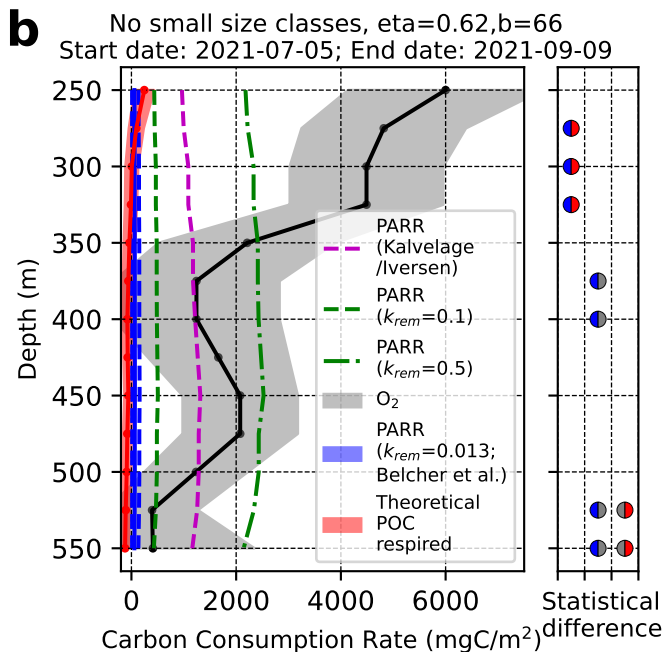 b
No small size classes, eta=0.62,b=66
Start date: 2021-07-05; End date: 2021-09-09
250
300
350
400
450
500
550
Depth (m)
PARR
(Kalvelage
/Iversen)
PARR
(k_rem=0.1)
PARR
(k_rem=0.5)
O₂
PARR
(k_rem=0.013;
Belcher et al.)
Theoretical
POC
respired
0 2000 4000 6000
Carbon Consumption Rate (mgC/m²)
Statistical
difference